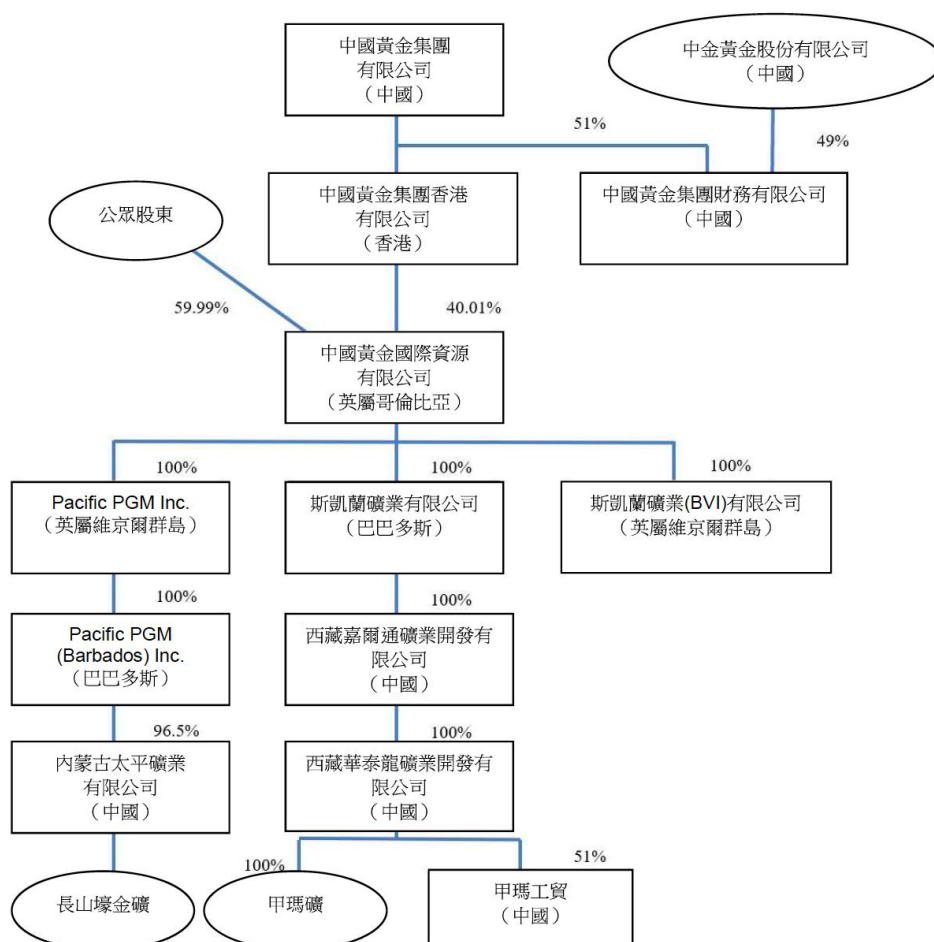 中國黃金集團
有限公司
（中國）
中金黃金股份有限公司
（中國）
51%
49%
公眾股東
中國黃金集團香港
有限公司
（香港）
中國黃金集團財務有限公司
（中國）
59.99%
40.01%
中國黃金國際資源
有限公司
（英屬哥倫比亞）
100%
100%
100%
Pacific PGM Inc.
（英屬維京爾群島）
斯凱蘭礦業有限公司
（巴巴多斯）
斯凱蘭礦業(BVI)有限公司
（英屬維京爾群島）
100%
100%
Pacific PGM
(Barbados) Inc.
（巴巴多斯）
西藏嘉爾通礦業開發有
限公司
（中國）
96.5%
100%
內蒙古太平礦業
有限公司
（中國）
西藏華泰龍礦業開發有
限公司
（中國）
100%
51%
長山壕金礦
甲瑪礦
甲瑪工貿
（中國）